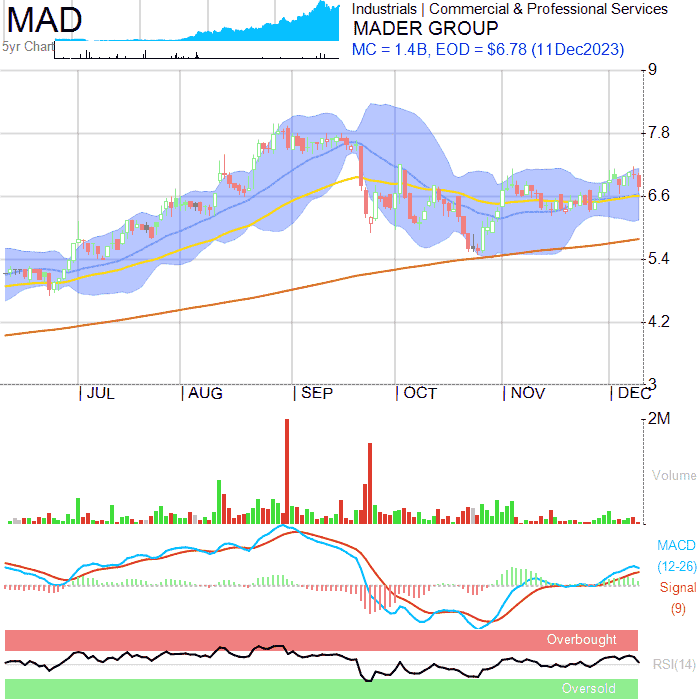 MAD
Industrials | Commercial & Professional Services
MADER GROUP
MC = 1.4B, EOD = $6.78 (11Dec2023)
5yr Chart
9
7.8
6.6
5.4
4.2
3
| JUL | AUG | SEP | OCT | NOV | DEC
2M
Volume
MACD
(12-26)
Signal
(9)
Overbought
RSI(14)
Oversold